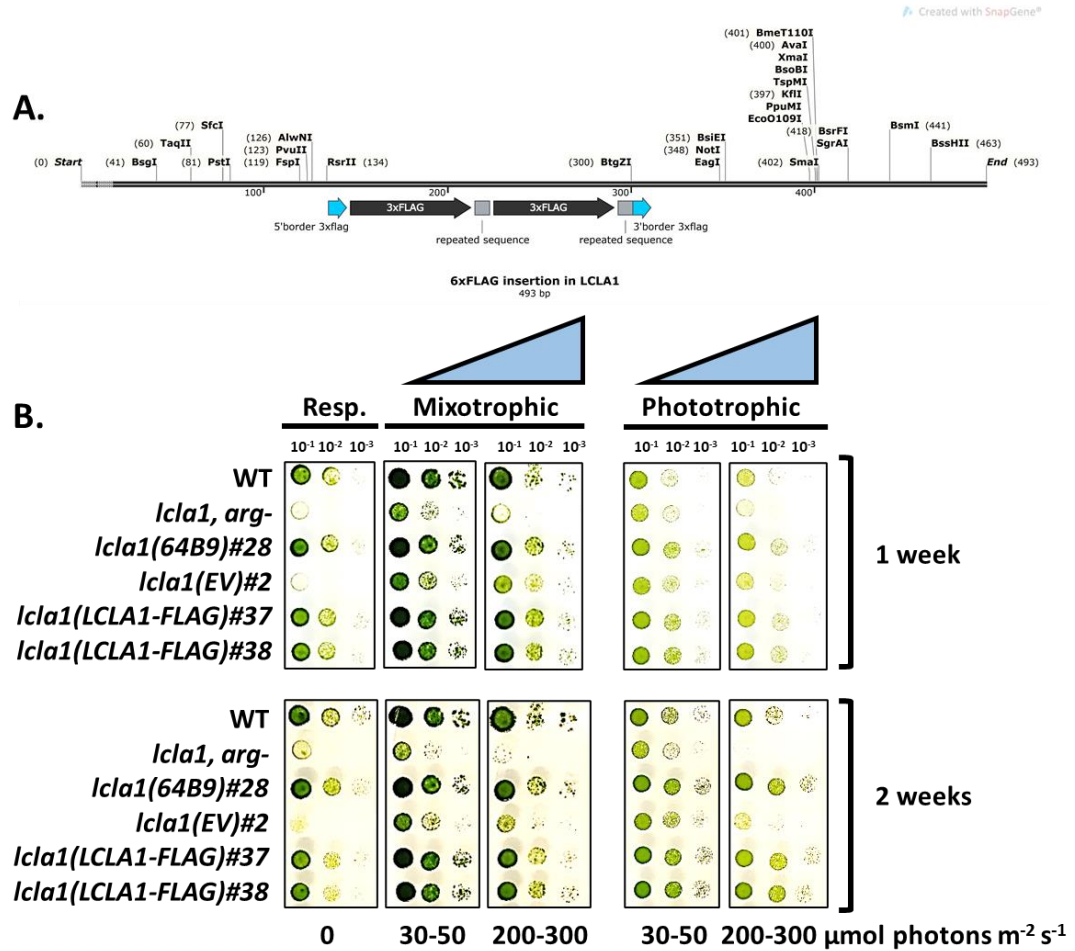 Created with SnapGene®
A.
(401) BmeT110I
(400) AvaI
XmaI
BsoBI
TspMI
(397) KflI
PpuMI
EcoO109I
(77) SfcI
(126) AlwNI
(351) BsiEI
(418) BsrFI
BsmI (441)
(60) TaqII
(123) PvuII
(348) NotI
SgrAI
(0) Start
(41) BsgI
(81) PstI
(119) FspI
RsrII (134)
(300) BtgZI
EagI
(402) SmaI
BssHII (463)
End (493)
100
200
300
400
3xFLAG
3xFLAG
5'border 3xflag
3'border 3xflag
repeated sequence
repeated sequence
6xFLAG insertion in LCLA1
493 bp
B.
Resp. Mixotrophic Phototrophic
10-1 10-2 10-3 10-1 10-2 10-3 10-1 10-2 10-3 10-1 10-2 10-3 10-1 10-2 10-3
WT
lcla1, arg-
lcla1(64B9)#28
lcla1(EV)#2
lcla1(LCLA1-FLAG)#37
lcla1(LCLA1-FLAG)#38
1 week
WT
lcla1, arg-
lcla1(64B9)#28
lcla1(EV)#2
lcla1(LCLA1-FLAG)#37
lcla1(LCLA1-FLAG)#38
2 weeks
0 30-50 200-300 30-50 200-300 µmol photons m-2 s-1